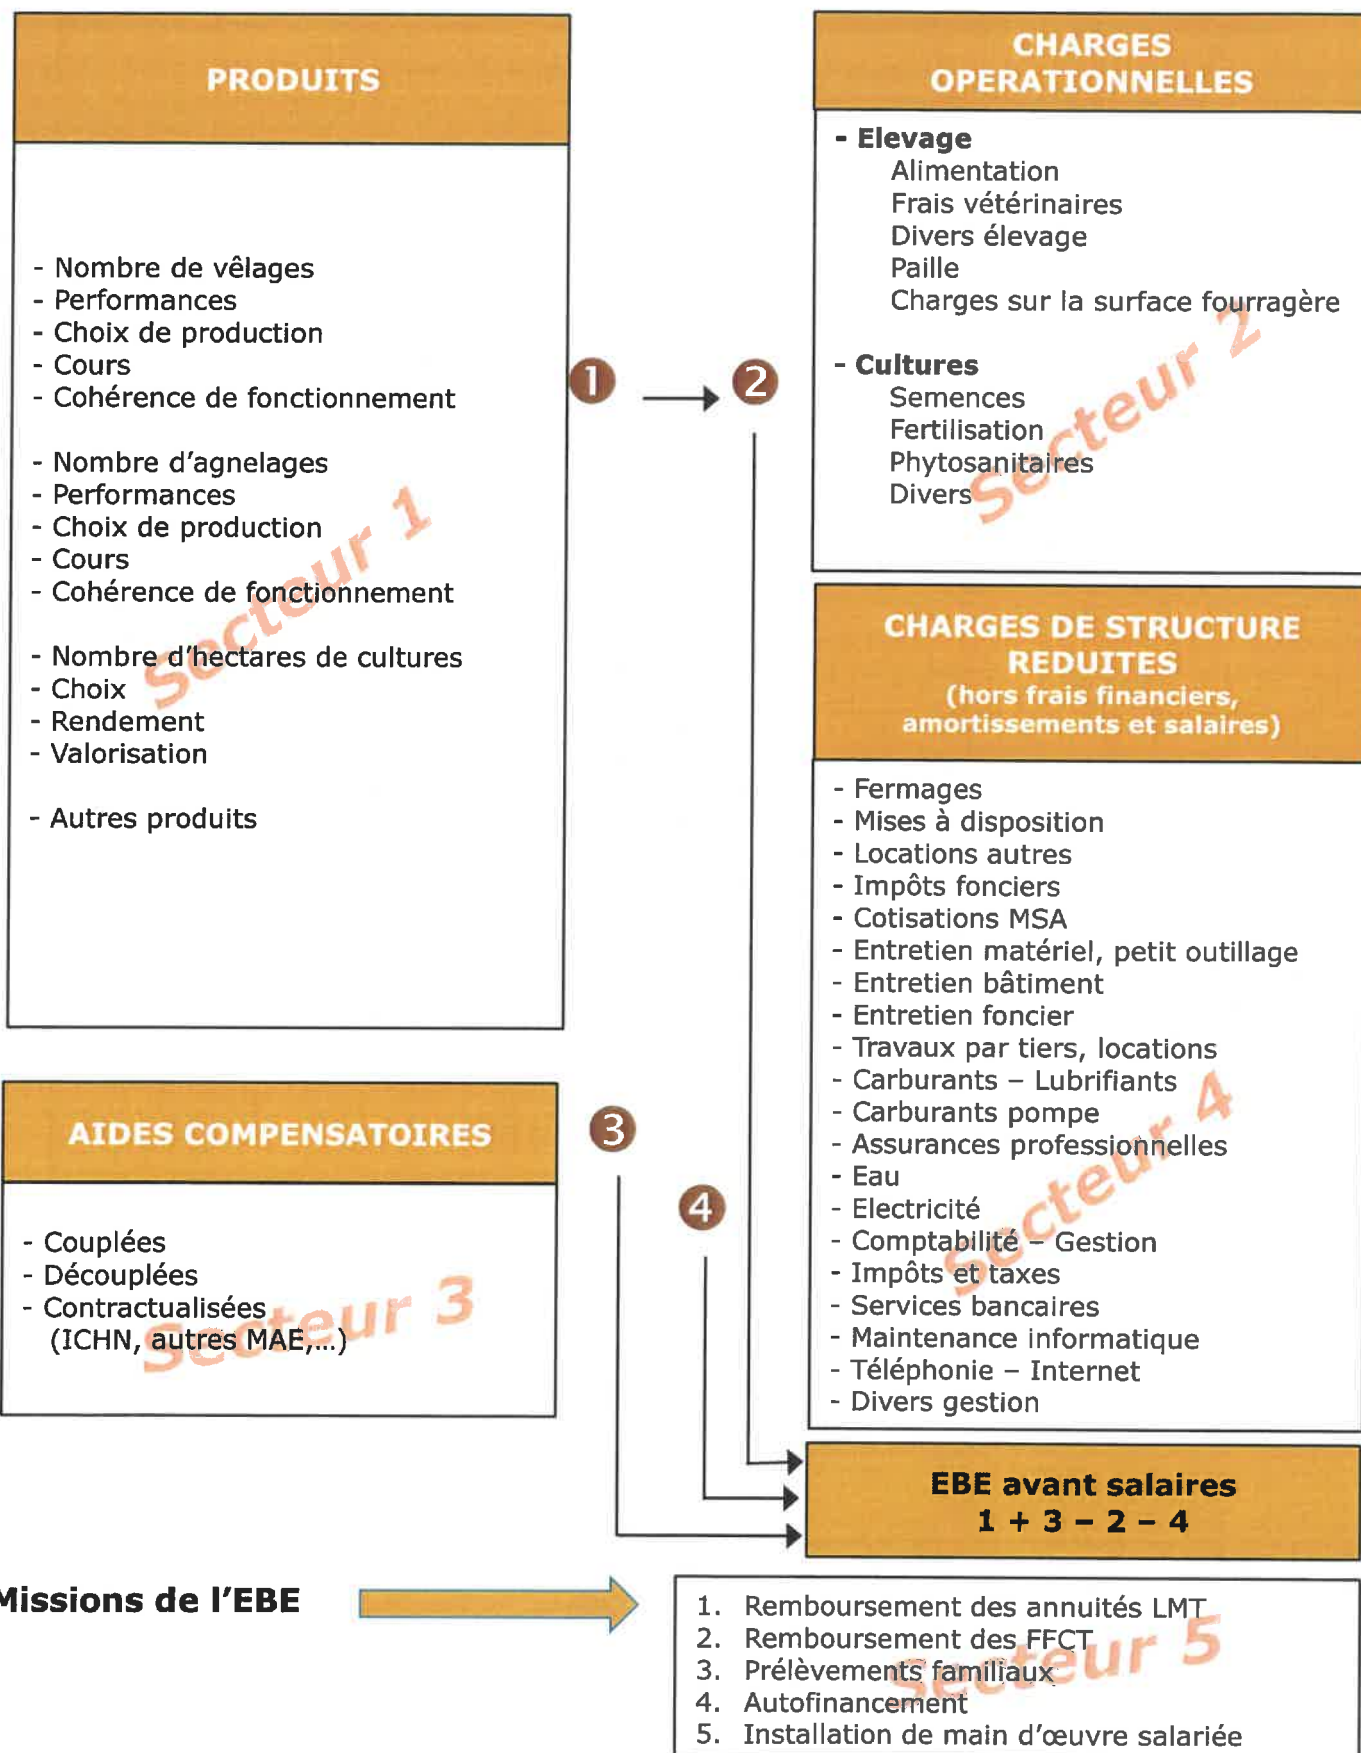 PRODUITS
- Nombre de vêlages
- Performances
- Choix de production
- Cours
- Cohérence de fonctionnement
- Nombre d'agnelages
- Performances
- Choix de production
- Cours
- Cohérence de fonctionnement
- Nombre d'hectares de cultures
- Choix
- Rendement
- Valorisation
- Autres produits
Secteur 1
1
2
CHARGES
OPERATIONNELLES
- Elevage
Alimentation
Frais vétérinaires
Divers élevage
Paille
Charges sur la surface fourragère
- Cultures
Semences
Fertilisation
Phytosanitaires
Divers
Secteur 2
CHARGES DE STRUCTURE
REDUITES
(hors frais financiers,
amortissements et salaires)
- Fermages
- Mises à disposition
- Locations autres
- Impôts fonciers
- Cotisations MSA
- Entretien matériel, petit outillage
- Entretien bâtiment
- Entretien foncier
- Travaux par tiers, locations
- Carburants – Lubrifiants
- Carburants pompe
- Assurances professionnelles
- Eau
- Electricité
- Comptabilité – Gestion
- Impôts et taxes
- Services bancaires
- Maintenance informatique
- Téléphonie – Internet
- Divers gestion
Secteur 4
AIDES COMPENSATOIRES
- Couplées
- Découplées
- Contractualisées
(ICHN, autres MAE,...)
Secteur 3
3
4
EBE avant salaires
1 + 3 – 2 – 4
Missions de l'EBE
1. Remboursement des annuités LMT
2. Remboursement des FFCT
3. Prélèvements familiaux
4. Autofinancement
5. Installation de main d'œuvre salariée
Secteur 5